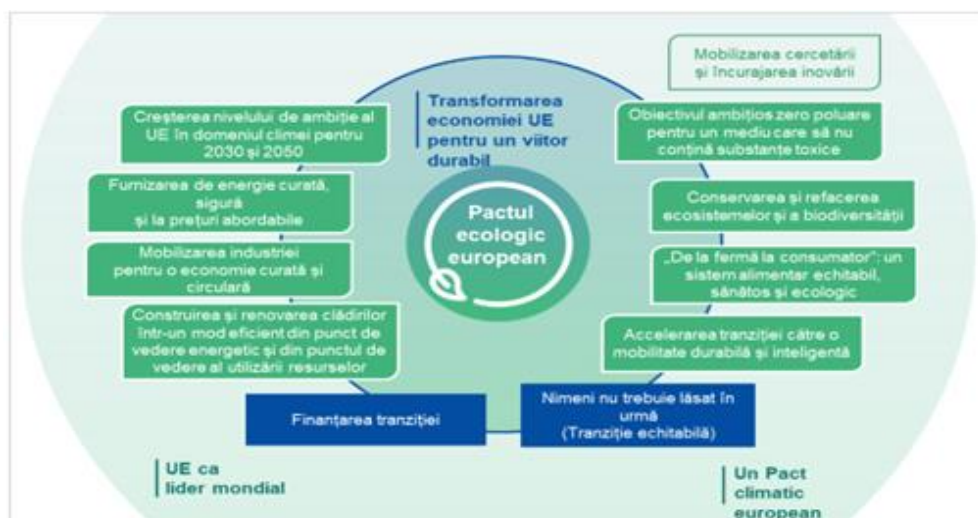 Mobilizarea cercetării
și încurajarea inovării
Transformarea
economiei UE
pentru un viitor
durabil
Creșterea nivelului de ambiție al
UE în domeniul climei pentru
2030 și 2050
Furnizarea de energie curată,
sigură
și la prețuri abordabile
Mobilizarea industriei
pentru o economie curată și
circulară
Construirea și renovarea clădirilor
într-un mod eficient din punct de
vedere energetic și din punctul de
vedere al utilizării resurselor
Pactul
ecologic
european
Obiectivul ambițios zero poluare
pentru un mediu care să nu
conțină substanțe toxice
Conservarea și refacerea
ecosistemelor și a biodiversității
„De la fermă la consumator”: un
sistem alimentar echitabil,
sănătos și ecologic
Accelerarea tranziției către o
mobilitate durabilă și inteligentă
Finanțarea tranziției
Nimeni nu trebuie lăsat în
urmă
(Tranziție echitabilă)
UE ca
lider mondial
Un Pact
climatic
european